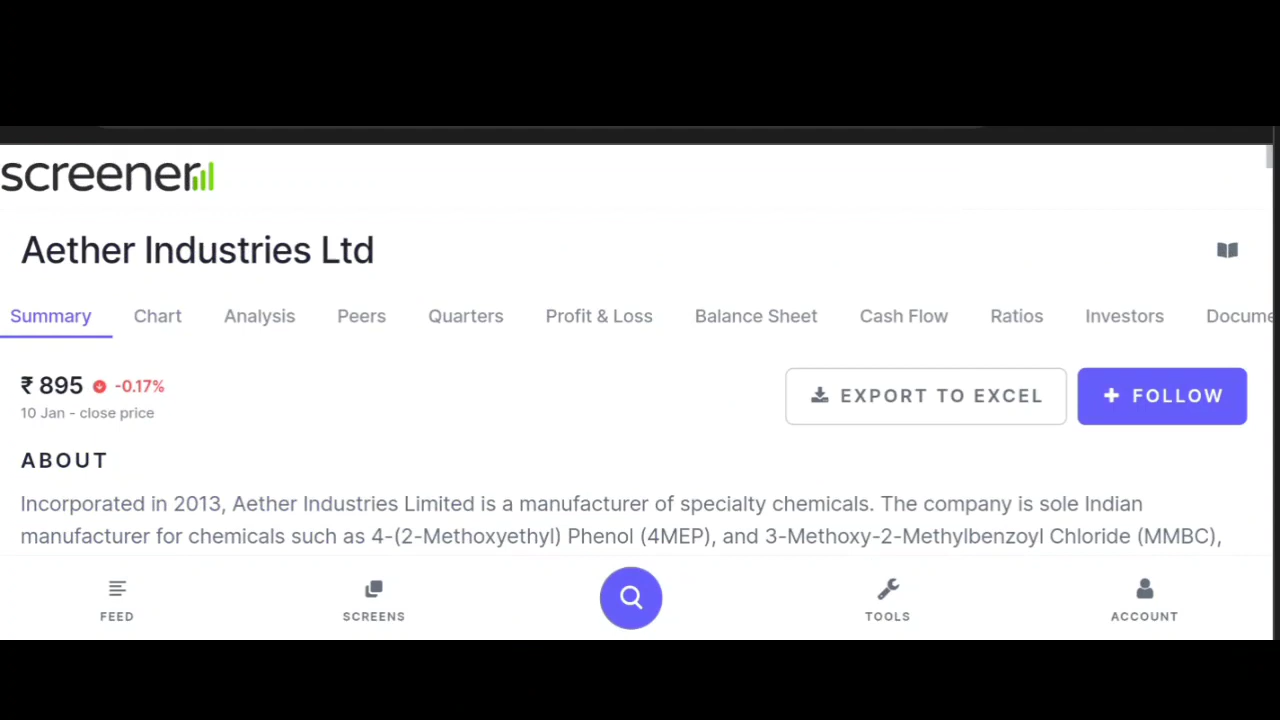 screener
Aether Industries Ltd
Summary Chart Analysis Peers Quarters Profit & Loss Balance Sheet Cash Flow Ratios Investors Docume
₹ 895 -0.17%
10 Jan - close price
EXPORT TO EXCEL
+ FOLLOW
ABOUT
Incorporated in 2013, Aether Industries Limited is a manufacturer of specialty chemicals. The company is sole Indian
manufacturer for chemicals such as 4-(2-Methoxyethyl) Phenol (4MEP), and 3-Methoxy-2-Methylbenzoyl Chloride (MMBC),
FEED SCREENS TOOLS ACCOUNT